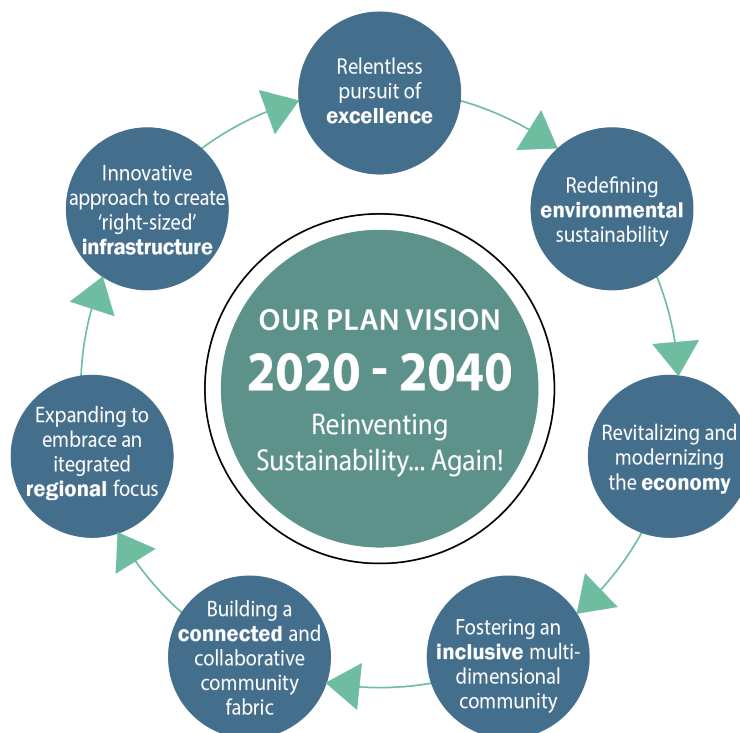 Relentless
pursuit of
excellence
Redefining
environmental
sustainability
Revitalizing and
modernizing
the economy
Fostering an
inclusive multi-
dimensional
community
Building a
connected and
collaborative
community
fabric
Expanding to
embrace an
itegrated
regional focus
Innovative
approach to create
‘right-sized’
infrastructure
OUR PLAN VISION
2020 - 2040
Reinventing
Sustainability... Again!